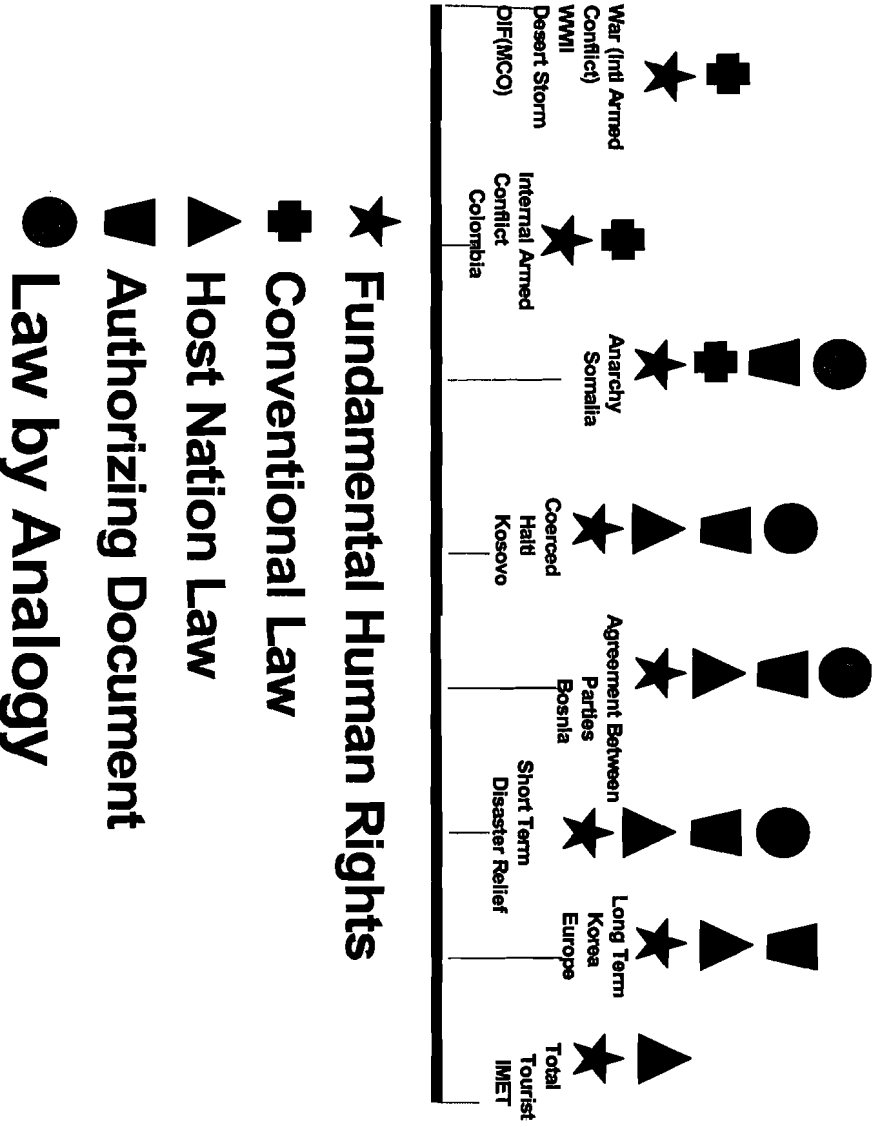 War (Intl Armed
Conflict)
WWII
Desert Storm
OIF(MCO)
Internal Armed
Conflict
Colombia
Anarchy
Somalia
Coerced
Haiti
Kosovo
Agreement Between
Parties
Bosnia
Short Term
Disaster Relief
Long Term
Korea
Europe
Total
Tourist
IMET
Fundamental Human Rights
Conventional Law
Host Nation Law
Authorizing Document
Law by Analogy